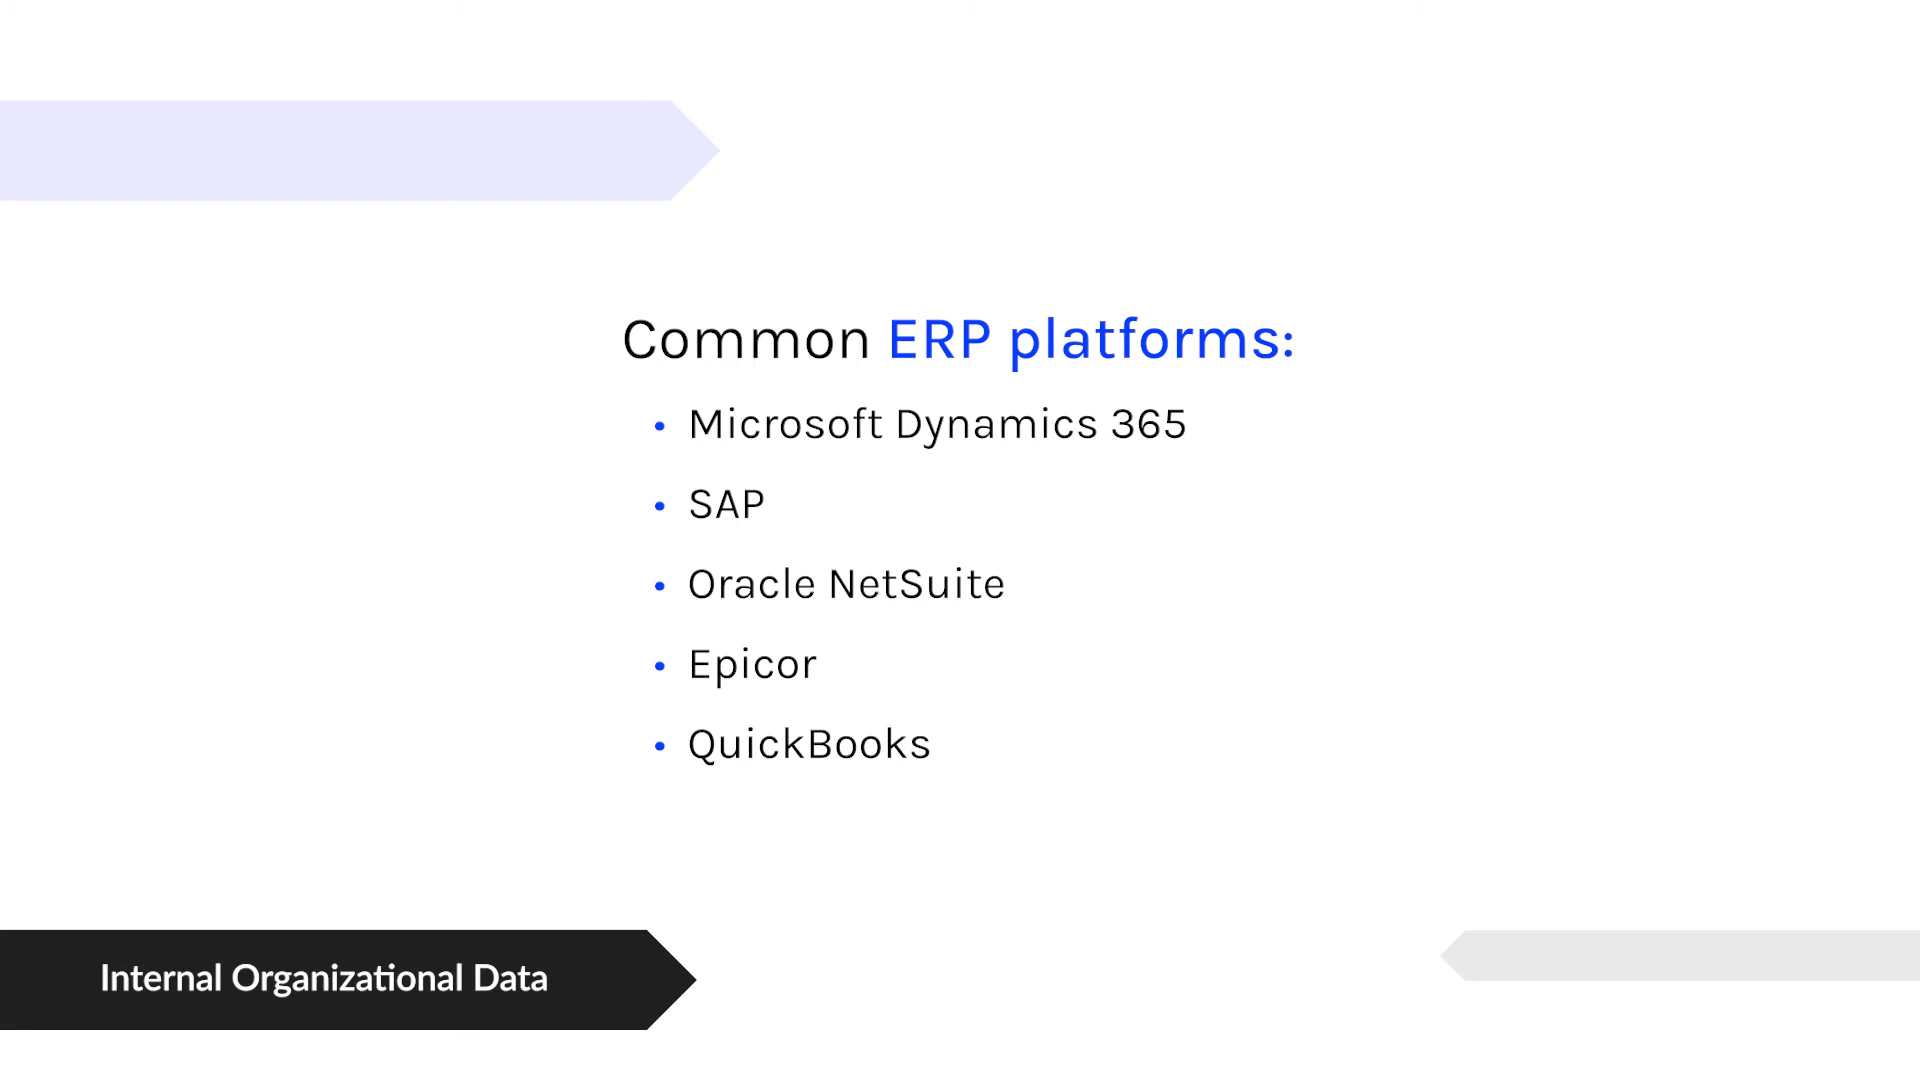 Common ERP platforms:
• Microsoft Dynamics 365
• SAP
• Oracle NetSuite
• Epicor
• QuickBooks
Internal Organizational Data